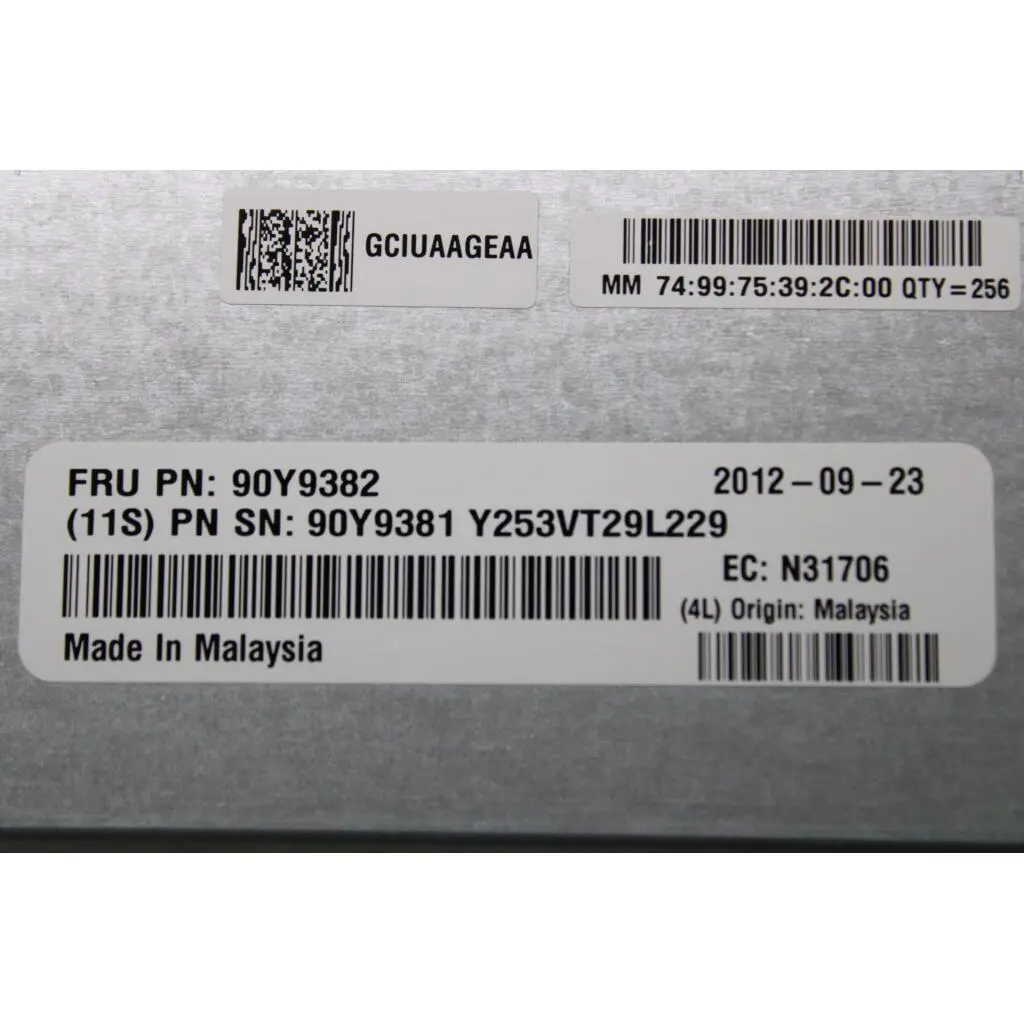 GCIUAAGEAA
MM 74:99:75:39:2C:00 QTY=256
FRU PN: 90Y9382
2012-09-23
(11S) PN SN: 90Y9381 Y253VT29L229
EC: N31706
(4L) Origin: Malaysia
Made In Malaysia